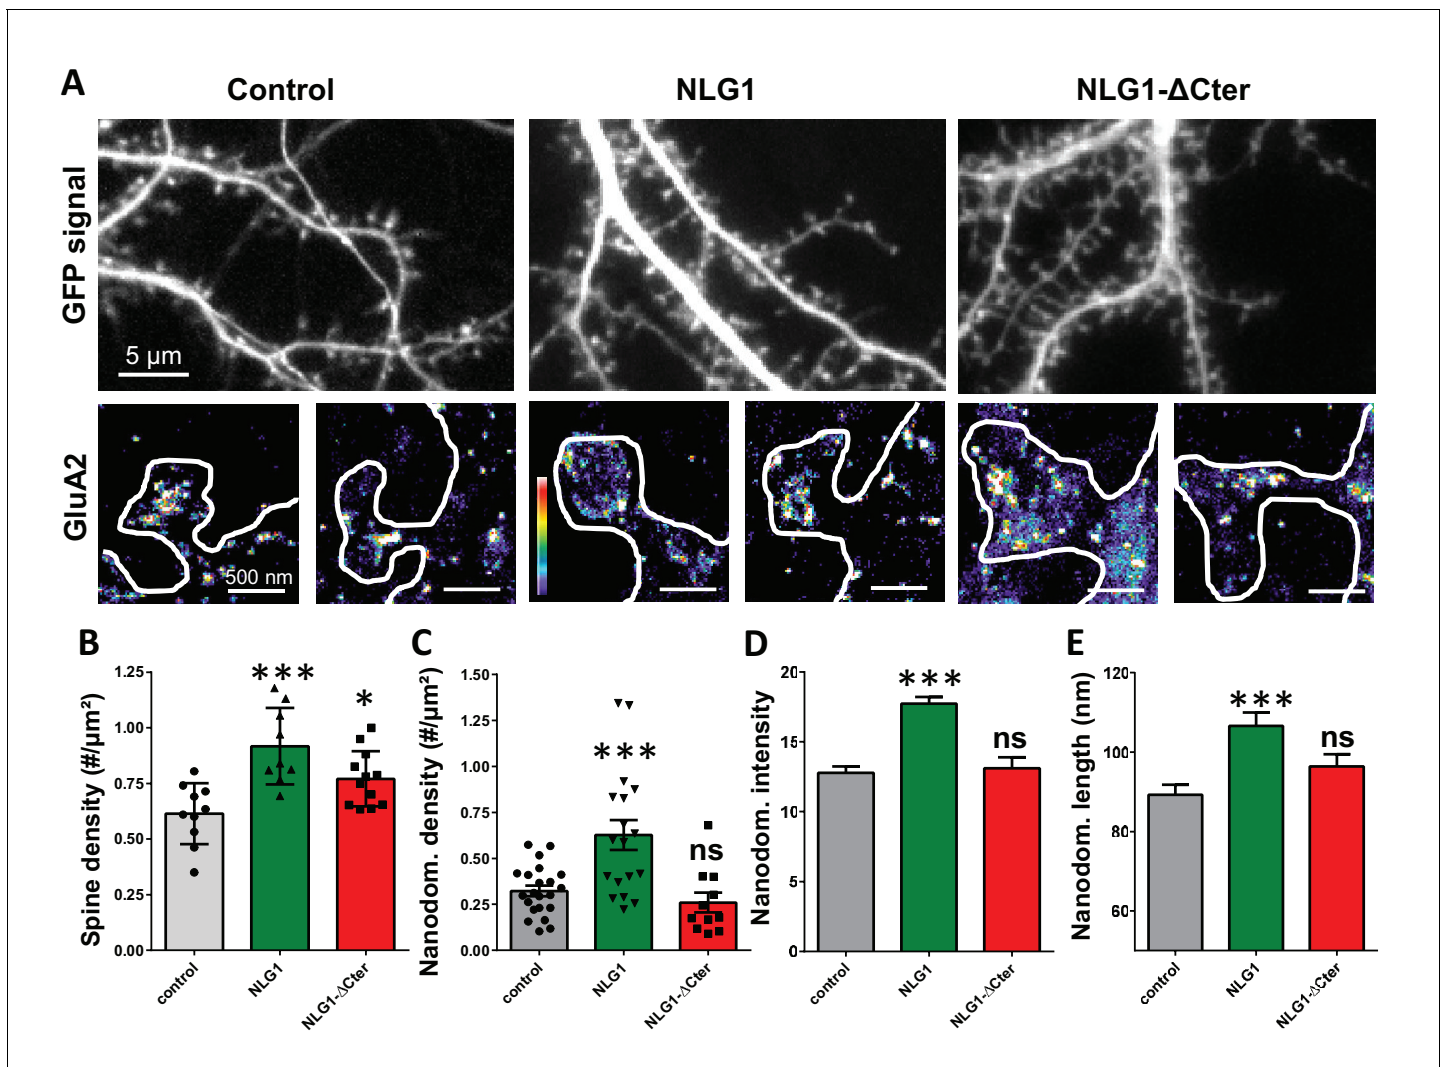 A
Control
NLG1
NLG1-ΔCter
GFP signal
5 µm
GluA2
500 nm
B
Spine density (#/µm²)
1.25
1.00
0.75
0.50
0.25
0.00
***
*
control
NLG1
NLG1-ΔCter
C
Nanodom. density (#/µm²)
1.50
1.25
1.00
0.75
0.50
0.25
0.00
***
ns
control
NLG1
NLG1-ΔCter
D
Nanodom. intensity
20
15
10
5
0
***
ns
control
NLG1
NLG1-ΔCter
E
Nanodom. length (nm)
120
100
80
60
***
ns
control
NLG1
NLG1-ΔCter